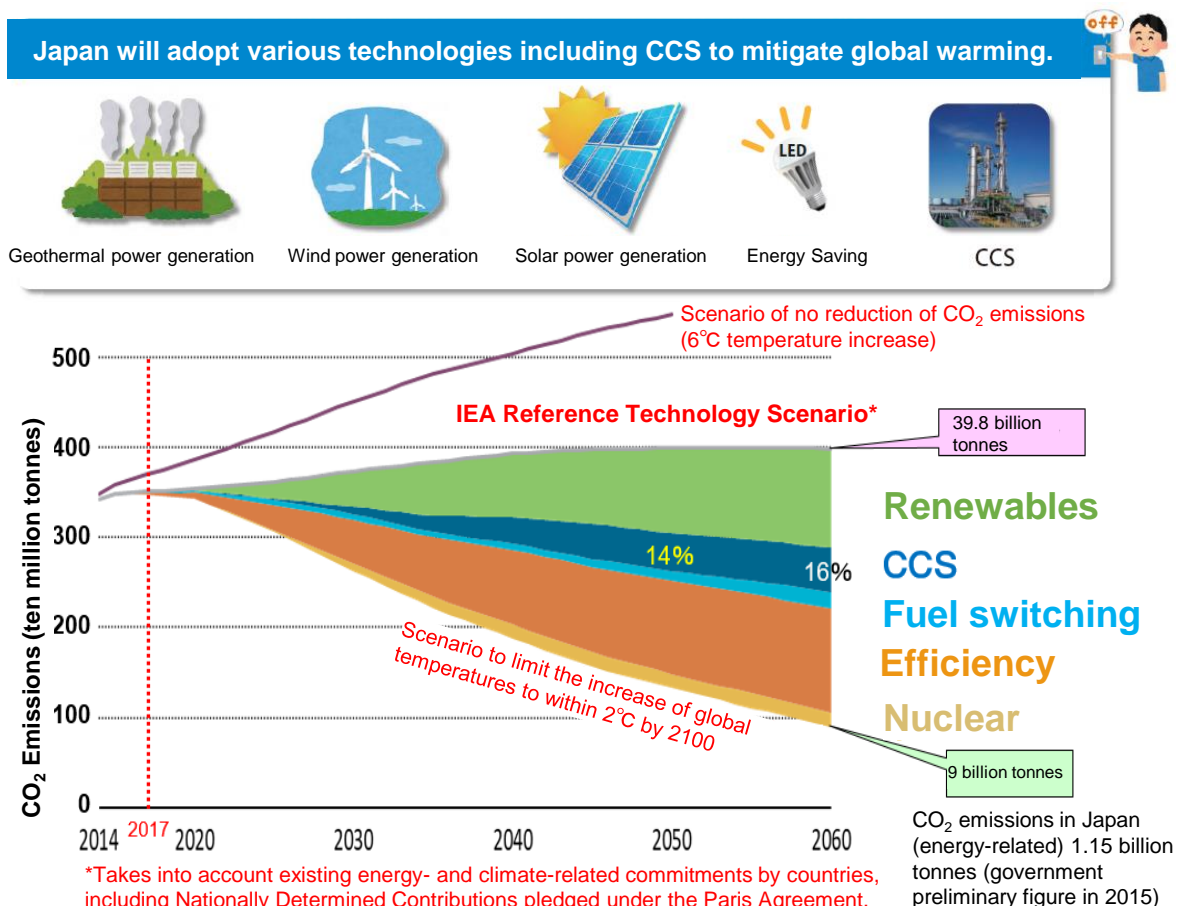 off
Japan will adopt various technologies including CCS to mitigate global warming.
LED
Geothermal power generation
Wind power generation
Solar power generation
Energy Saving
CCS
Scenario of no reduction of CO₂ emissions
(6℃ temperature increase)
IEA Reference Technology Scenario*
39.8 billion
tonnes
CO₂ Emissions (ten million tonnes)
500
400
300
200
100
0
14%
16%
Renewables
CCS
Fuel switching
Efficiency
Nuclear
Scenario to limit the increase of global
temperatures to within 2℃ by 2100
9 billion tonnes
2014
2017
2020
2030
2040
2050
2060
CO₂ emissions in Japan
(energy-related) 1.15 billion
tonnes (government
preliminary figure in 2015)
*Takes into account existing energy- and climate-related commitments by countries,
including Nationally Determined Contributions pledged under the Paris Agreement.